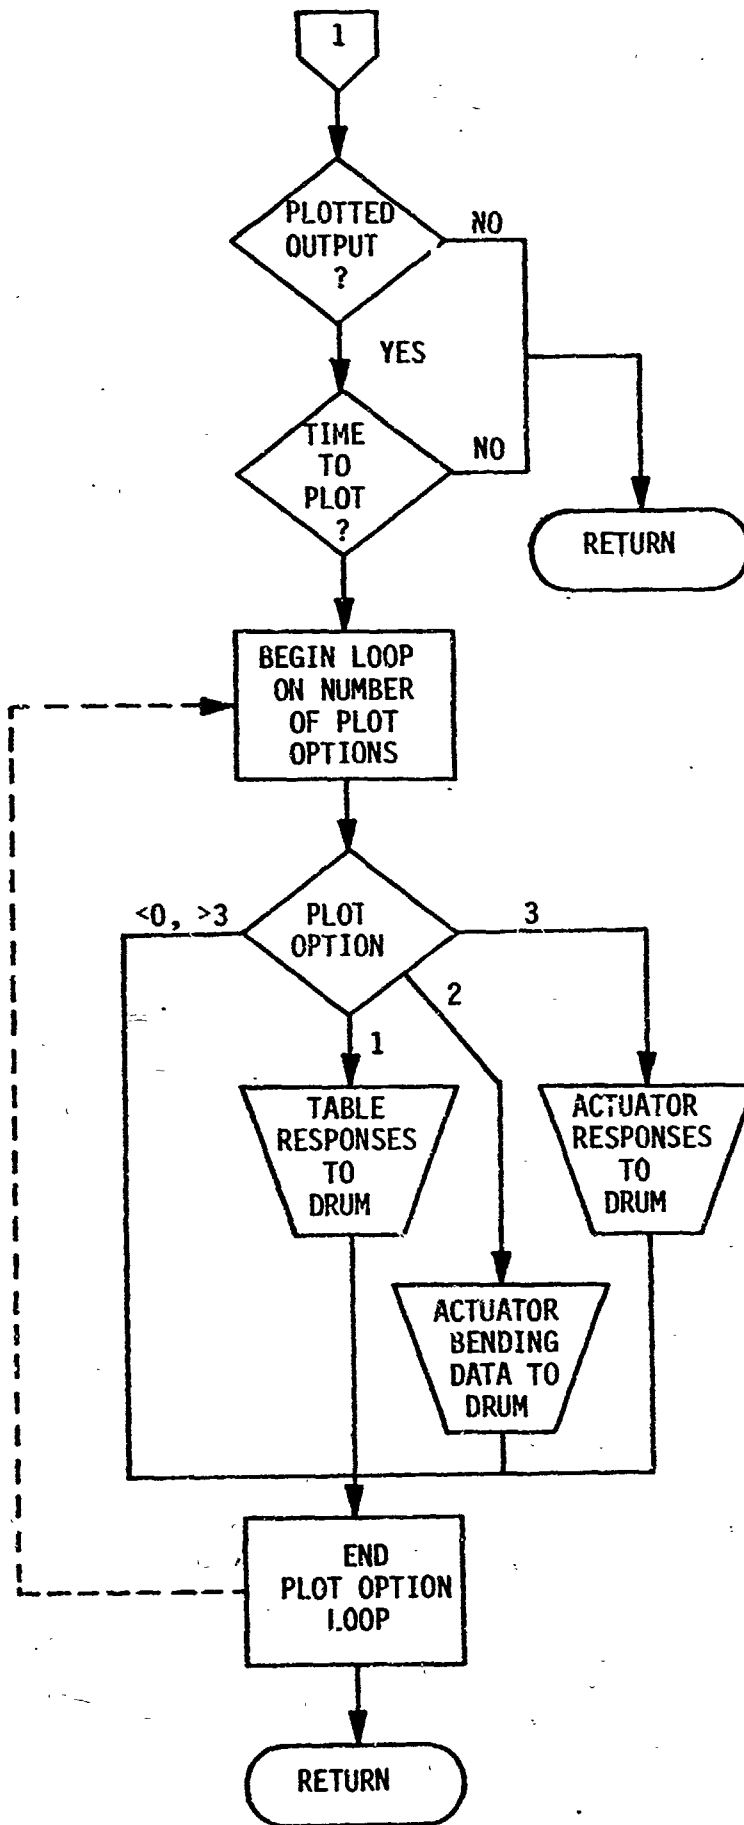 1
PLOTTED
OUTPUT
?
NO
YES
TIME
TO
PLOT
?
NO
RETURN
BEGIN LOOP
ON NUMBER
OF PLOT
OPTIONS
<0, >3
PLOT
OPTION
3
2
1
TABLE
RESPONSES
TO
DRUM
ACTUATOR
RESPONSES
TO
DRUM
ACTUATOR
BENDING
DATA TO
DRUM
END
PLOT OPTION
LOOP
RETURN